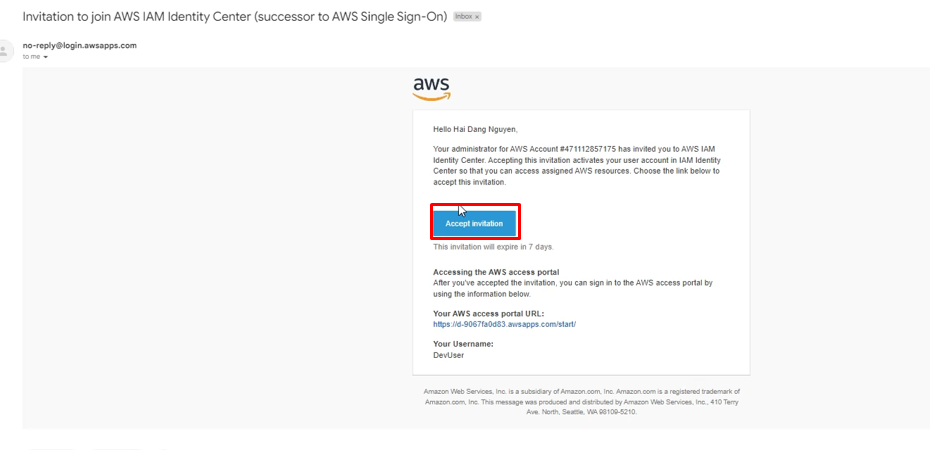 Invitation to join AWS IAM Identity Center (successor to AWS Single Sign-On) Inbox ×
no-reply@login.awsapps.com
to me
aws
Hello Hai Dang Nguyen,
Your administrator for AWS Account #471112857175 has invited you to AWS IAM
Identity Center. Accepting this invitation activates your user account in IAM Identity
Center so that you can access assigned AWS resources. Choose the link below to
accept this invitation.
Accept invitation
This invitation will expire in 7 days.
Accessing the AWS access portal
After you've accepted the invitation, you can sign in to the AWS access portal by
using the information below.
Your AWS access portal URL:
https://d-9067fa0d83.awsapps.com/start/
Your Username:
DevUser
Amazon Web Services, Inc. is a subsidiary of Amazon.com, Inc. Amazon.com is a registered trademark of
Amazon.com, Inc. This message was produced and distributed by Amazon Web Services, Inc., 410 Terry
Ave. North, Seattle, WA 98109-5210.